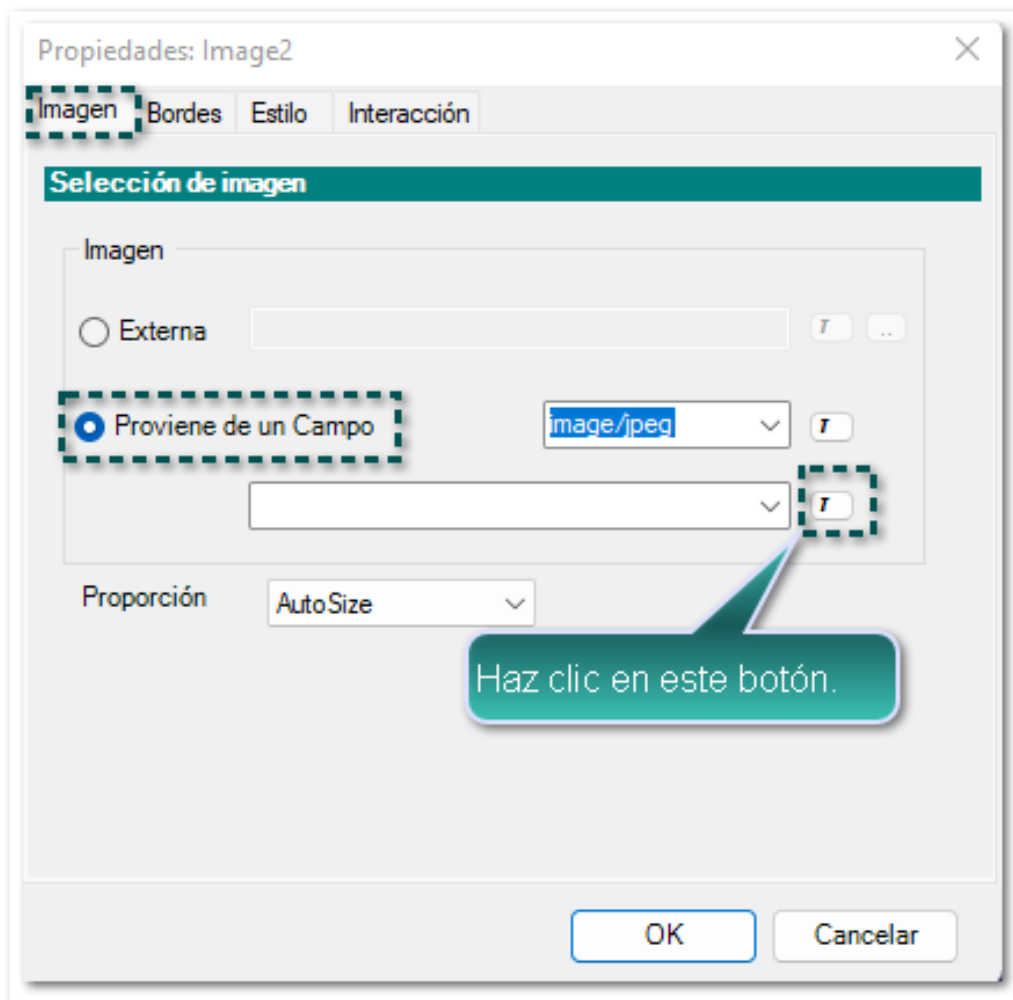 Propiedades: Image2
Imagen Bordes Estilo Interacción
Selección de imagen
Imagen
Externa T ..
Proviene de un Campo image/jpeg T
T
Proporción AutoSize
Haz clic en este botón.
OK Cancelar